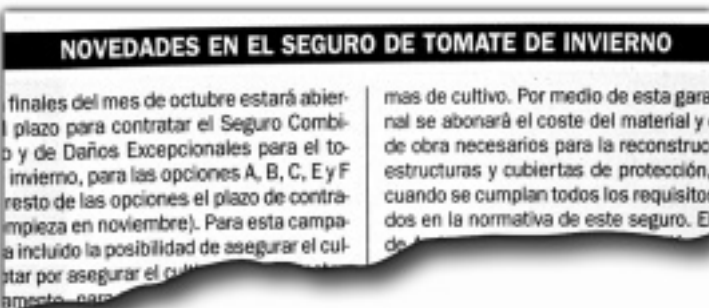 NOVEDADES EN EL SEGURO DE TOMATE DE INVIERNO
finales del mes de octubre estará abier-
plazo para contratar el Seguro Combi-
y de Daños Excepcionales para el to-
invierno, para las opciones A, B, C, E y F
resto de las opciones el plazo de contra-
mpieza en noviembre). Para esta campa-
a incluido la posibilidad de asegurar el cul-
ptar por asegurar el
mas de cultivo. Por medio de esta gara
nal se abonará el coste del material y
de obra necesarios para la reconstruc
estructuras y cubiertas de protección,
cuando se cumplan todos los requisito
dos en la normativa de este seguro. El